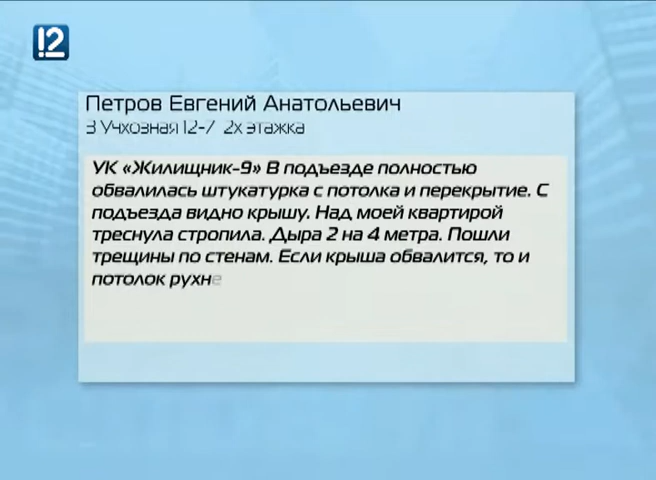 12
Петров Евгений Анатольевич
3 Учхозная 12-7 2х этажка
УК «Жилищник-9» В подъезде полностью
обвалилась штукатурка с потолка и перекрытие. С
подъезда видно крышу. Над моей квартирой
треснула стропила. Дыра 2 на 4 метра. Пошли
трещины по стенам. Если крыша обвалится, то и
потолок рухне